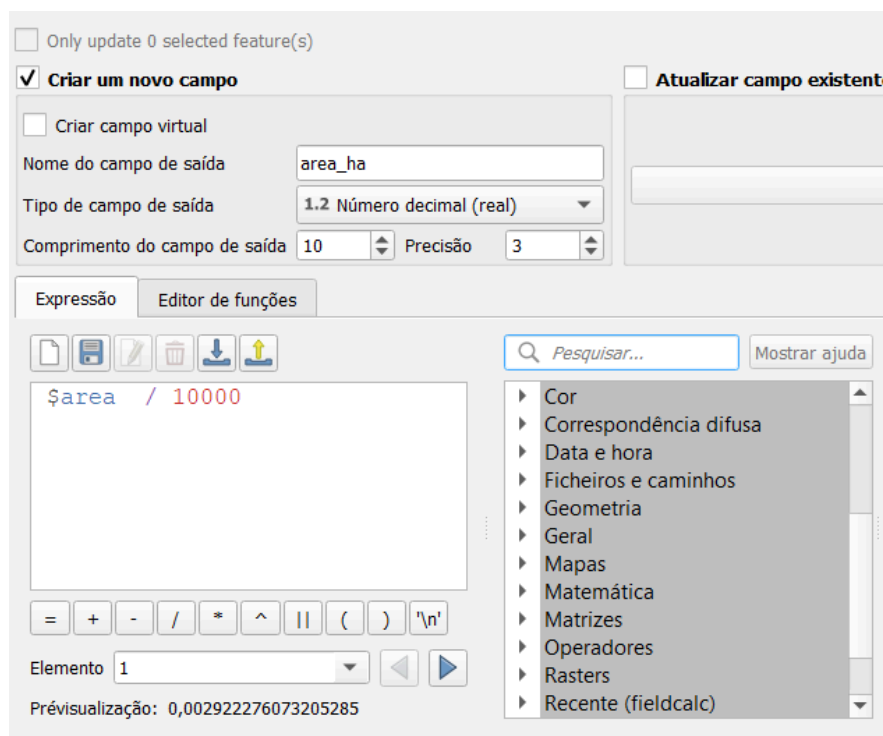 Only update 0 selected feature(s)
Criar um novo campo
Atualizar campo existent
Criar campo virtual
Nome do campo de saída area_ha
Tipo de campo de saída 1.2 Número decimal (real)
Comprimento do campo de saída 10 Precisão 3
Expressão Editor de funções
Pesquisar... Mostrar ajuda
$area / 10000
Cor
Correspondência difusa
Data e hora
Ficheiros e caminhos
Geometria
Geral
Mapas
Matemática
Matrizes
Operadores
Rasters
Recente (fieldcalc)
= + - / * ^ || ( ) '\n'
Elemento 1
Prévisualização: 0,002922276073205285